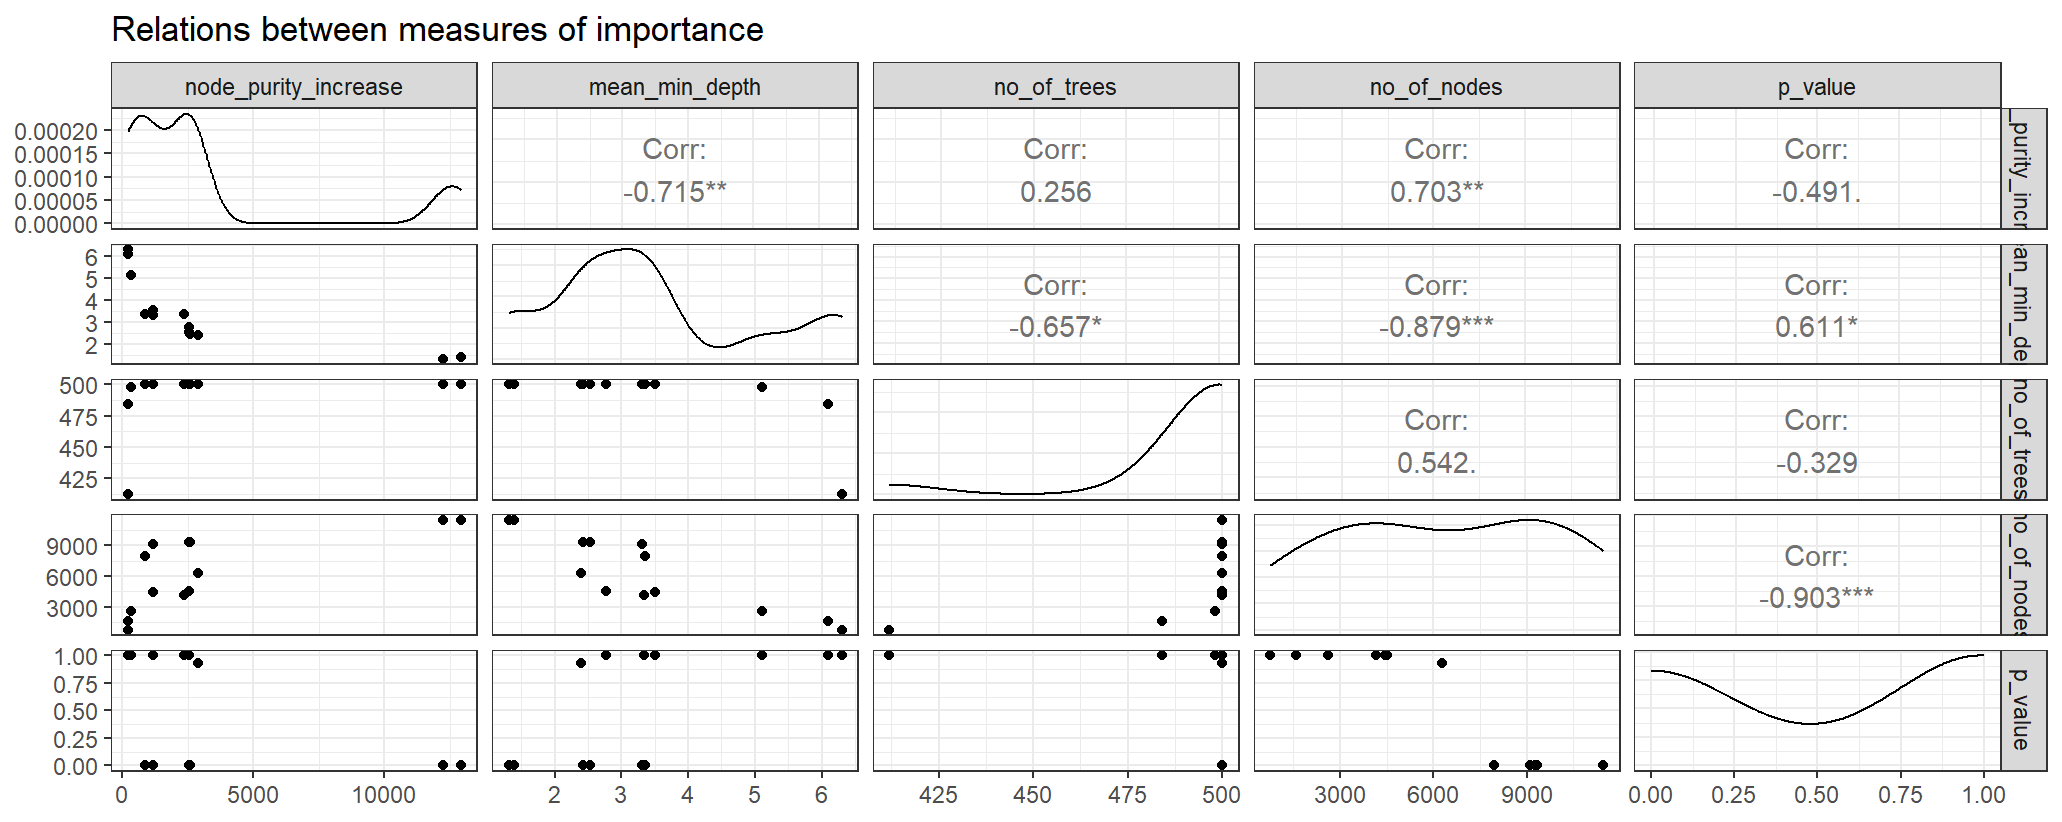 Relations between measures of importance
node_purity_increase mean_min_depth no_of_trees no_of_nodes p_value
0.00020
0.00015
0.00010
0.00005
0.00000
Corr:
-0.715**
Corr:
0.256
Corr:
0.703**
Corr:
-0.491.
_purity_incr
6
5
4
3
2
Corr:
-0.657*
Corr:
-0.879***
Corr:
0.611*
an_min_de
500
475
450
425
Corr:
0.542.
Corr:
-0.329
no_of_trees
9000
6000
3000
Corr:
-0.903***
no_of_nodes
1.00
0.75
0.50
0.25
0.00
p_value
0 5000 10000
2 3 4 5 6
425 450 475 500
3000 6000 9000
0.00 0.25 0.50 0.75 1.00